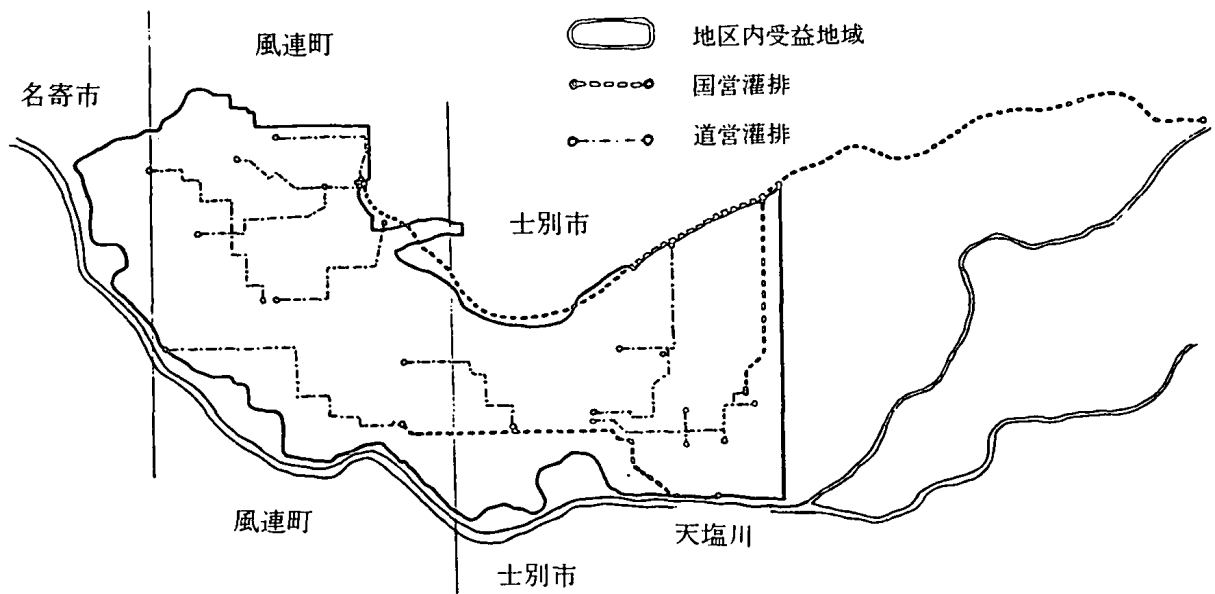 風連町
地区内受益地域
名寄市
国営灌排
道営灌排
士別市
風連町
天塩川
士別市